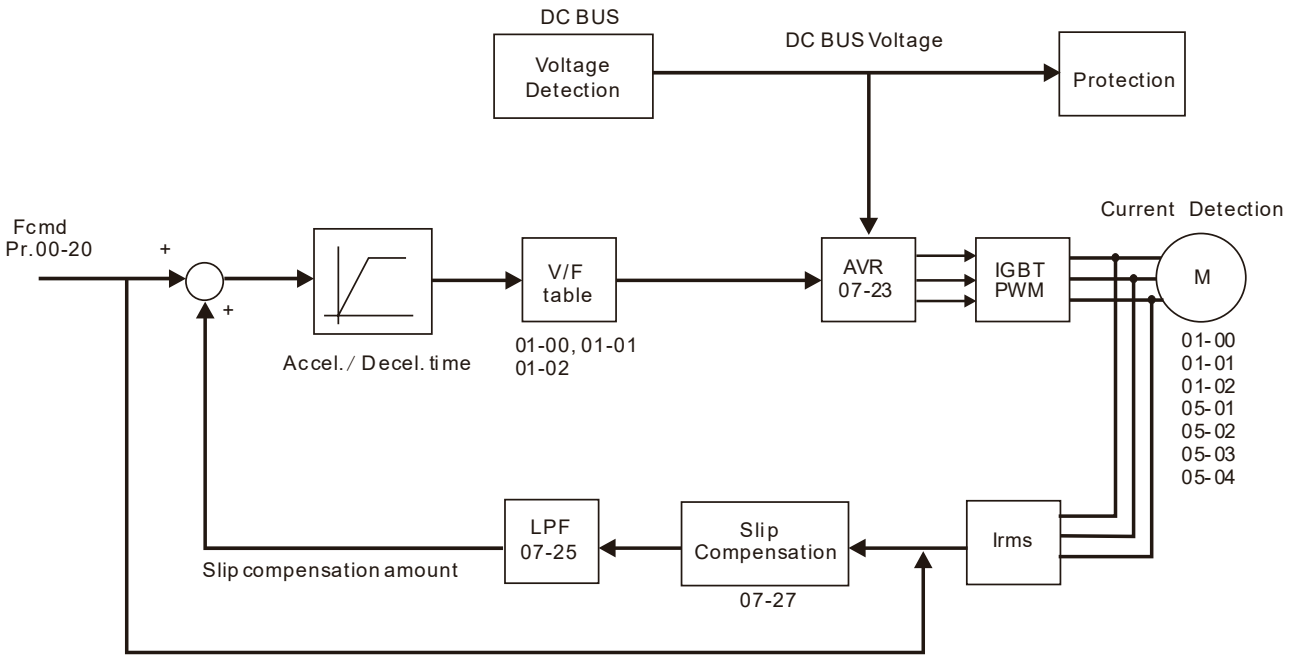 DC BUS
Voltage
Detection
DC BUS Voltage
Protection
Fcmd
Pr.00-20
+
+
Accel./ Decel. time
V/F
table
01-00, 01-01
01-02
AVR
07-23
IGBT
PWM
Current Detection
M
01-00
01-01
01-02
05-01
05-02
05-03
05-04
Irms
Slip
Compensation
07-27
LPF
07-25
Slip compensation amount